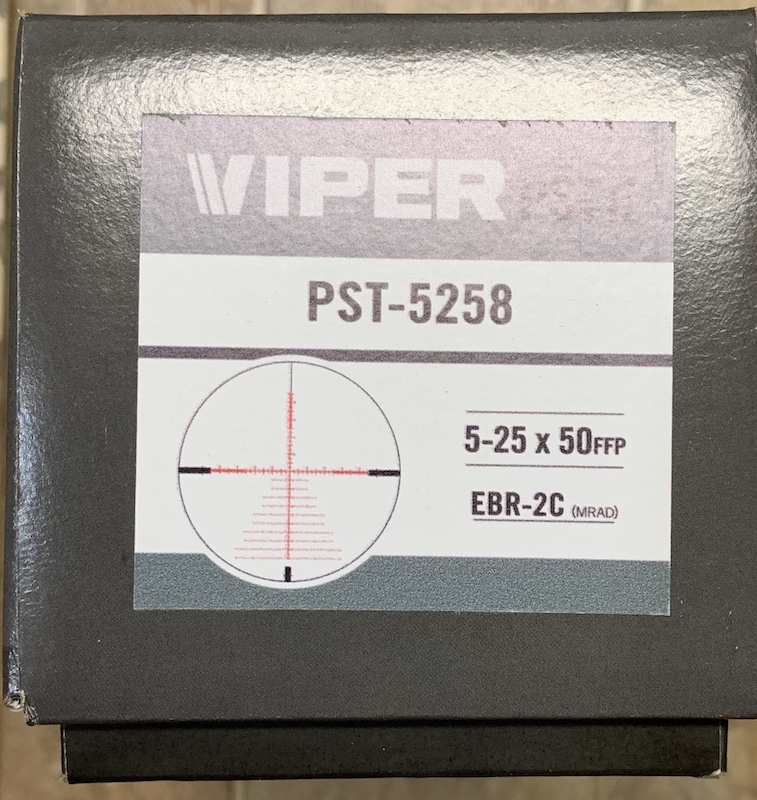 VIPER
PST-5258
5-25 x 50FFP
EBR-2C (MRAD)